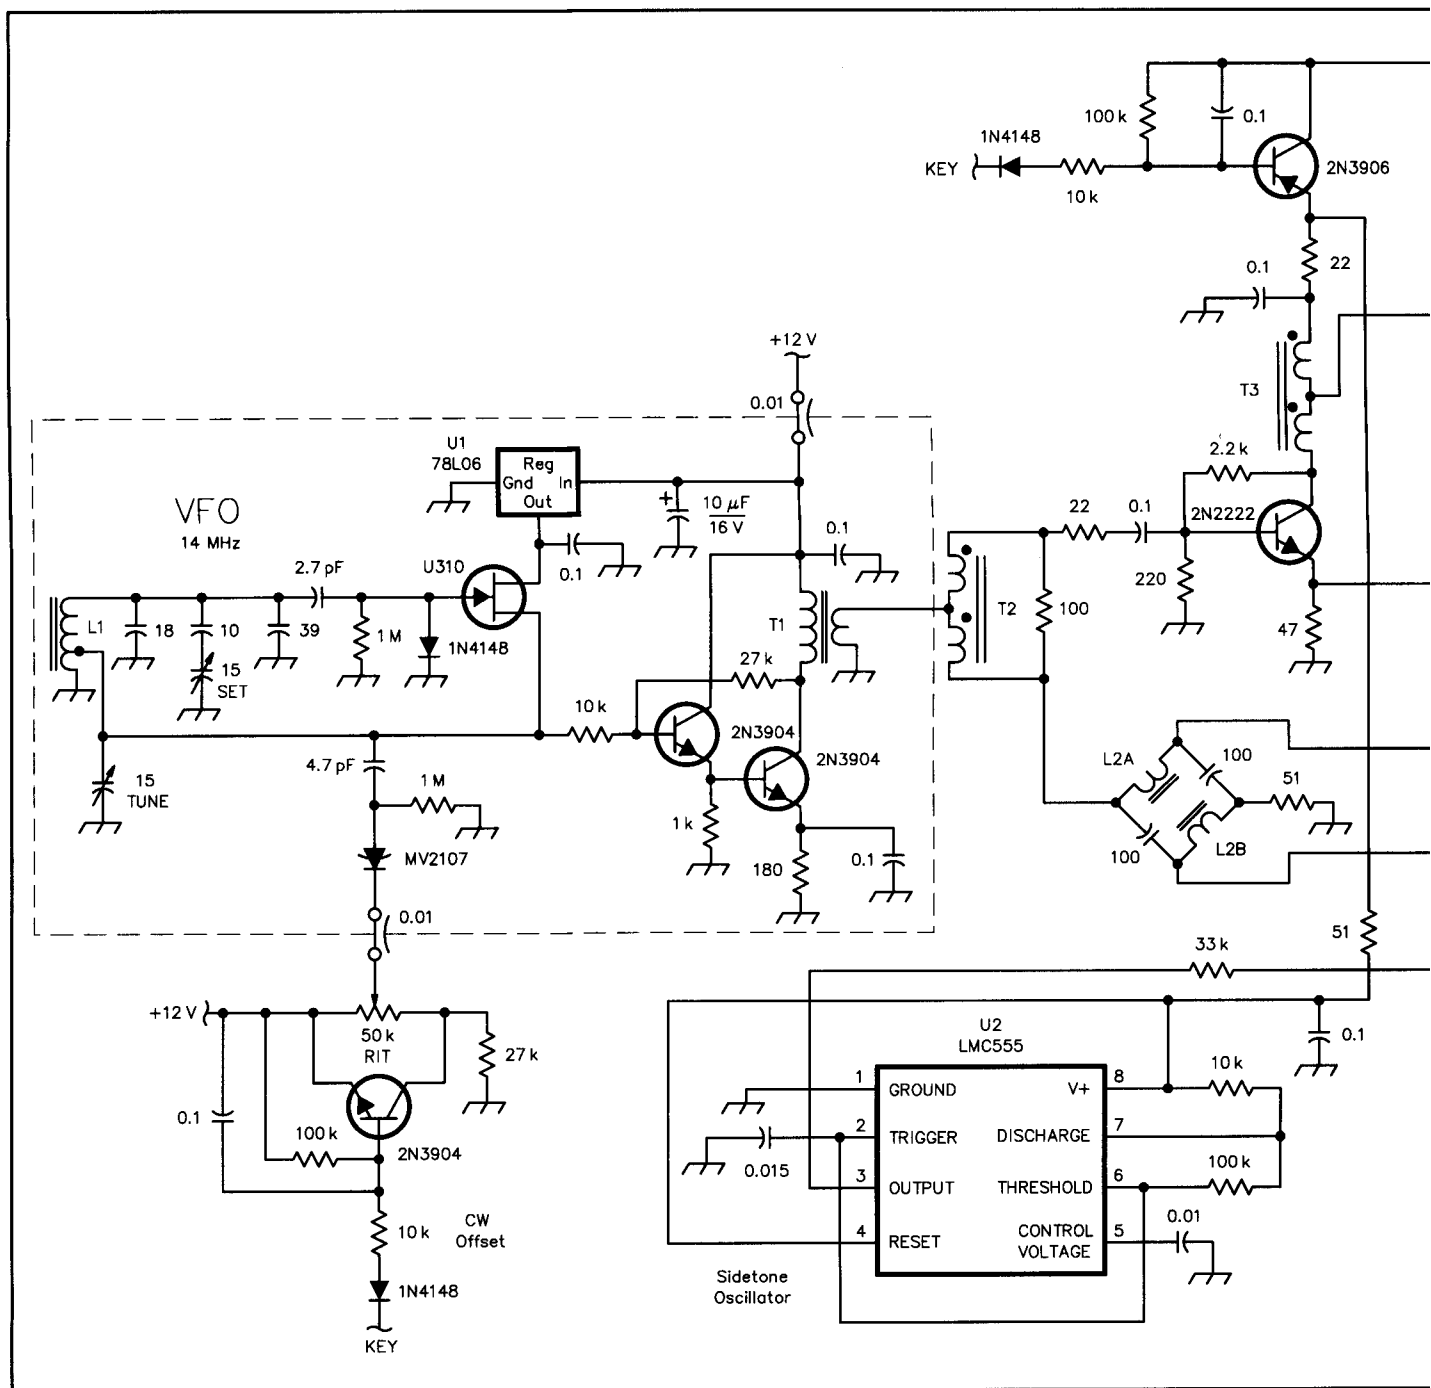 100 k
0.1
1N4148
KEY
10 k
2N3906
22
0.1
T3
+12 V
0.01
U1
78L06
Reg
Gnd In
Out
10 µF
16 V
+
VFO
14 MHz
0.1
0.1
2.7 pF
U310
L1
18
10
39
1 M
1N4148
15
SET
T1
27 k
10 k
2N3904
2N3904
T2
100
22
0.1
2.2 k
2N2222
220
47
15
TUNE
4.7 pF
1 M
MV2107
1 k
180
0.1
0.01
L2A
100
51
100
L2B
51
33 k
+12 V
50 k
RIT
27 k
0.1
100 k
2N3904
10 k
CW
Offset
1N4148
KEY
U2
LMC555
0.1
1 GROUND
2 TRIGGER
3 OUTPUT
4 RESET
V+ 8
DISCHARGE 7
THRESHOLD 6
CONTROL
VOLTAGE 5
10 k
100 k
0.01
0.015
Sidetone
Oscillator